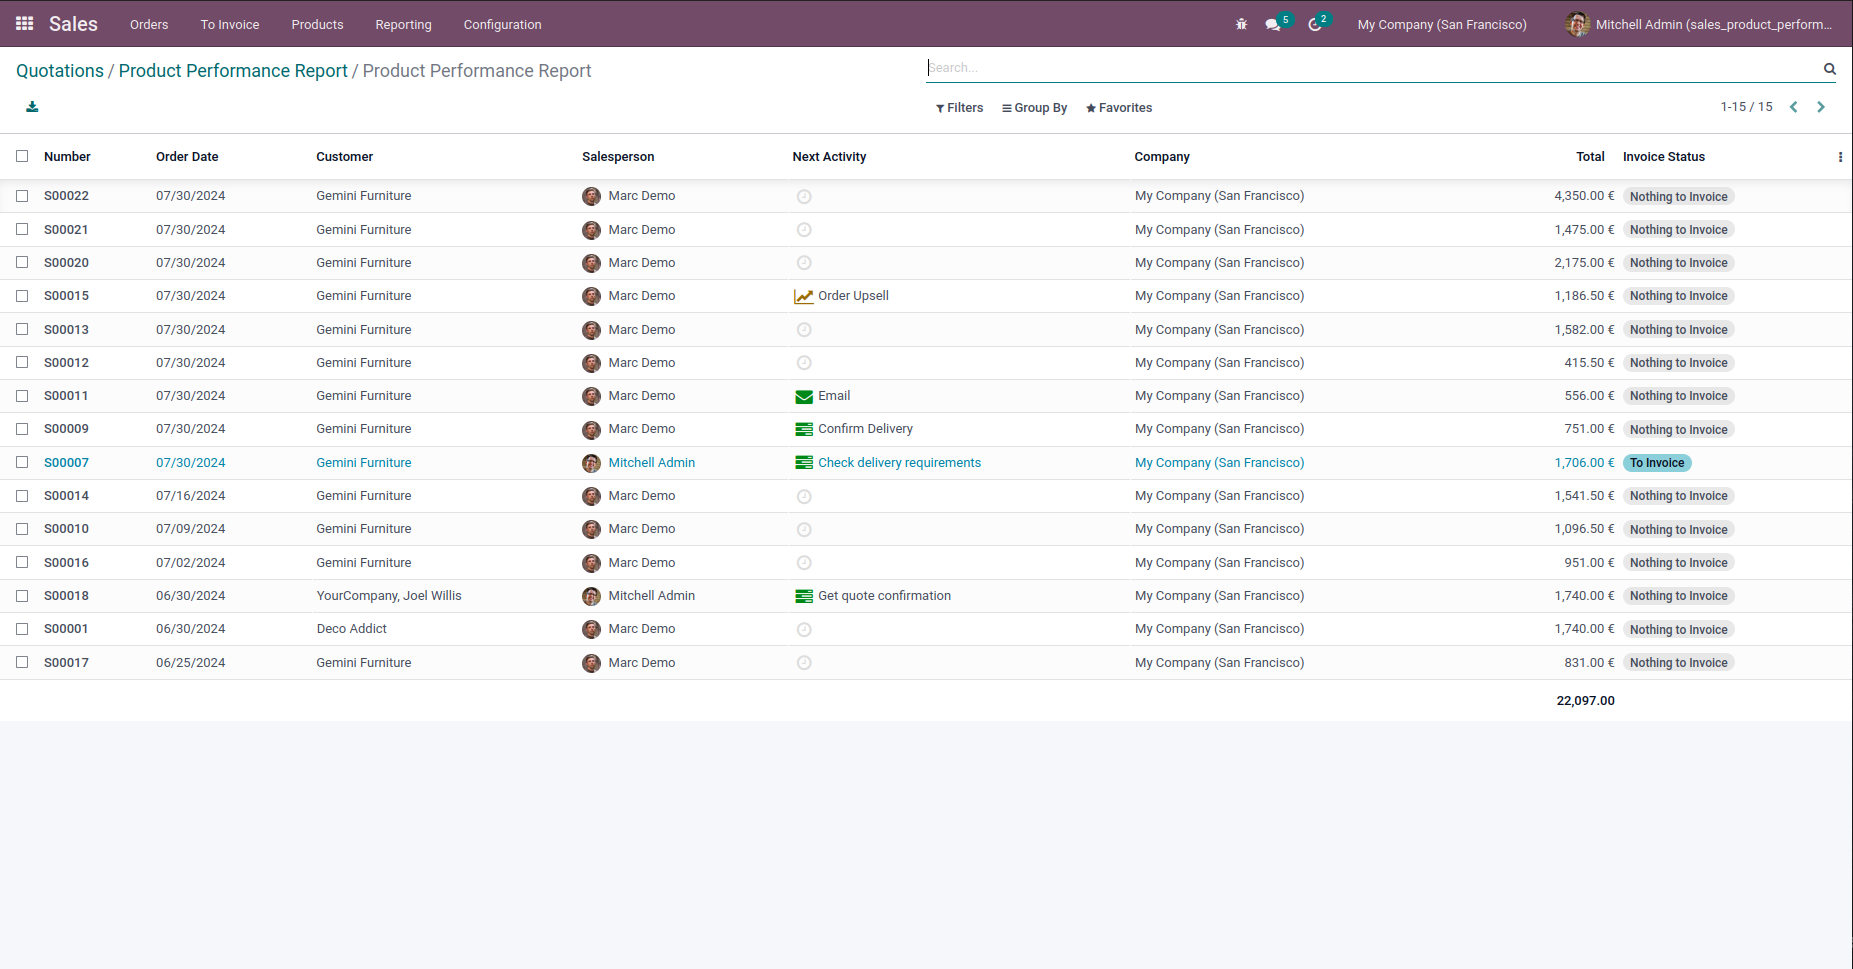 Sales Orders To Invoice Products Reporting Configuration 5 2 My Company (San Francisco) Mitchell Admin (sales_product_perform...
Quotations / Product Performance Report / Product Performance Report Search...
Filters Group By Favorites 1-15 / 15
Number Order Date Customer Salesperson Next Activity Company Total Invoice Status
S00022 07/30/2024 Gemini Furniture Marc Demo My Company (San Francisco) 4,350.00 € Nothing to Invoice
S00021 07/30/2024 Gemini Furniture Marc Demo My Company (San Francisco) 1,475.00 € Nothing to Invoice
S00020 07/30/2024 Gemini Furniture Marc Demo My Company (San Francisco) 2,175.00 € Nothing to Invoice
S00015 07/30/2024 Gemini Furniture Marc Demo Order Upsell My Company (San Francisco) 1,186.50 € Nothing to Invoice
S00013 07/30/2024 Gemini Furniture Marc Demo My Company (San Francisco) 1,582.00 € Nothing to Invoice
S00012 07/30/2024 Gemini Furniture Marc Demo My Company (San Francisco) 415.50 € Nothing to Invoice
S00011 07/30/2024 Gemini Furniture Marc Demo Email My Company (San Francisco) 556.00 € Nothing to Invoice
S00009 07/30/2024 Gemini Furniture Marc Demo Confirm Delivery My Company (San Francisco) 751.00 € Nothing to Invoice
S00007 07/30/2024 Gemini Furniture Mitchell Admin Check delivery requirements My Company (San Francisco) 1,706.00 € To Invoice
S00014 07/16/2024 Gemini Furniture Marc Demo My Company (San Francisco) 1,541.50 € Nothing to Invoice
S00010 07/09/2024 Gemini Furniture Marc Demo My Company (San Francisco) 1,096.50 € Nothing to Invoice
S00016 07/02/2024 Gemini Furniture Marc Demo My Company (San Francisco) 951.00 € Nothing to Invoice
S00018 06/30/2024 YourCompany, Joel Willis Mitchell Admin Get quote confirmation My Company (San Francisco) 1,740.00 € Nothing to Invoice
S00001 06/30/2024 Deco Addict Marc Demo My Company (San Francisco) 1,740.00 € Nothing to Invoice
S00017 06/25/2024 Gemini Furniture Marc Demo My Company (San Francisco) 831.00 € Nothing to Invoice
22,097.00